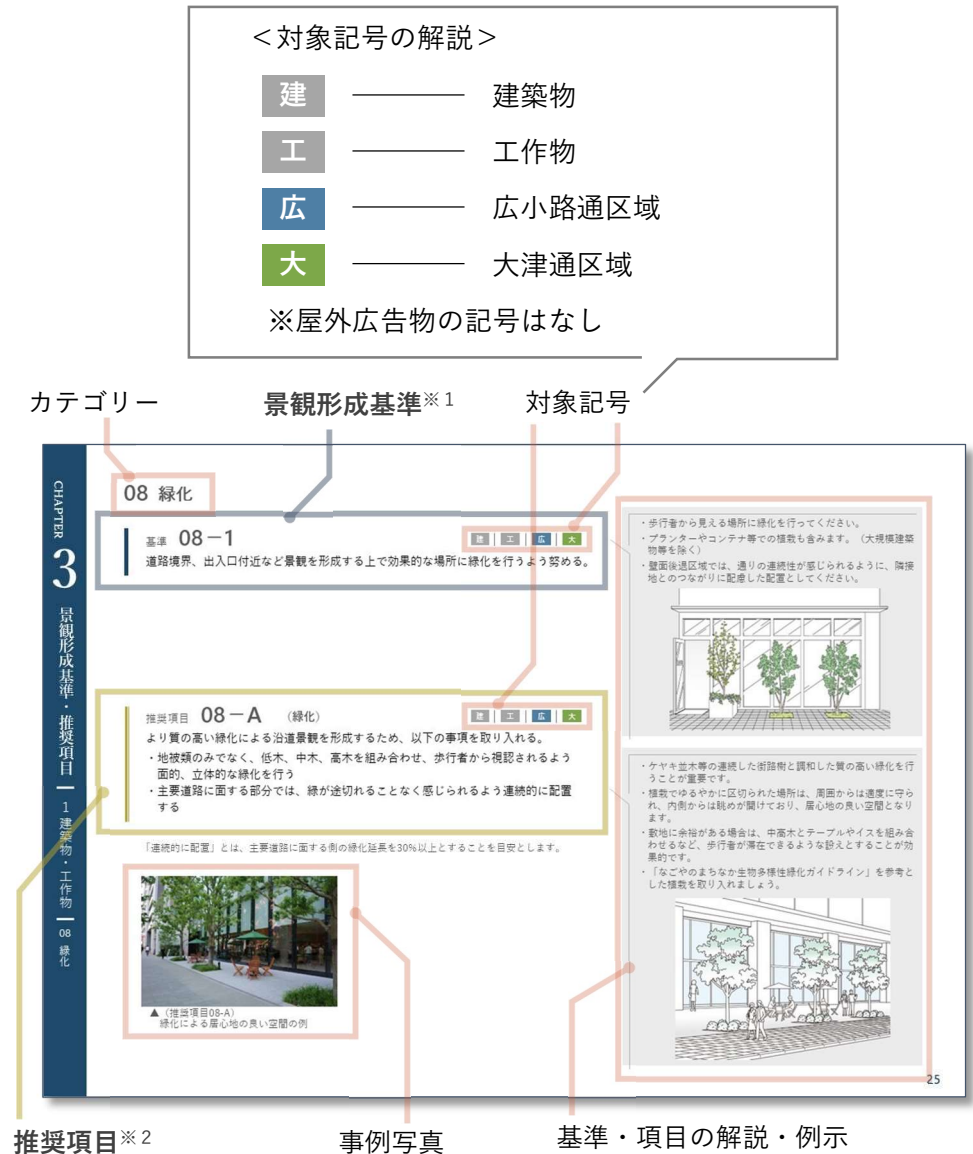 ＜対象記号の解説＞
建 建築物
工 工作物
広 広小路通区域
大 大津通区域
※屋外広告物の記号はなし
カテゴリー
景観形成基準※1
対象記号
CHAPTER
3
景観形成基準・推奨項目
1 建築物・工作物
08 緑化
08 緑化
基準 08－1
建 工 広 大
道路境界、出入口付近など景観を形成する上で効果的な場所に緑化を行うよう努める。
・歩行者から見える場所に緑化を行ってください。
・プランターやコンテナ等での植栽も含みます。（大規模建築
物等を除く）
・壁面後退区域では、通りの連続性が感じられるように、隣接
地とのつながりに配慮した配置としてください。
推奨項目 08－A （緑化）
建 工 広 大
より質の高い緑化による沿道景観を形成するため、以下の事項を取り入れる。
・地被類のみでなく、低木、中木、高木を組み合わせ、歩行者から視認されるよう
面的、立体的な緑化を行う
・主要道路に面する部分では、緑が途切れることなく感じられるよう連続的に配置
する
「連続的に配置」とは、主要道路に面する側の緑化延長を30%以上とすることを目安とします。
▲（推奨項目08-A）
緑化による居心地の良い空間の例
・ケヤキ並木等の連続した街路樹と調和した質の高い緑化を行
うことが重要です。
・植栽でゆるやかに区切られた場所は、周囲からは適度に守ら
れ、内側からは眺めが開けており、居心地の良い空間となり
ます。
・敷地に余裕がある場合は、中高木とテーブルやイスを組み合
わせるなど、歩行者が滞在できるような設えとすることが効
果的です。
・「なごやのまちなか生物多様性緑化ガイドライン」を参考と
した植栽を取り入れましょう。
25
推奨項目※2
事例写真
基準・項目の解説・例示